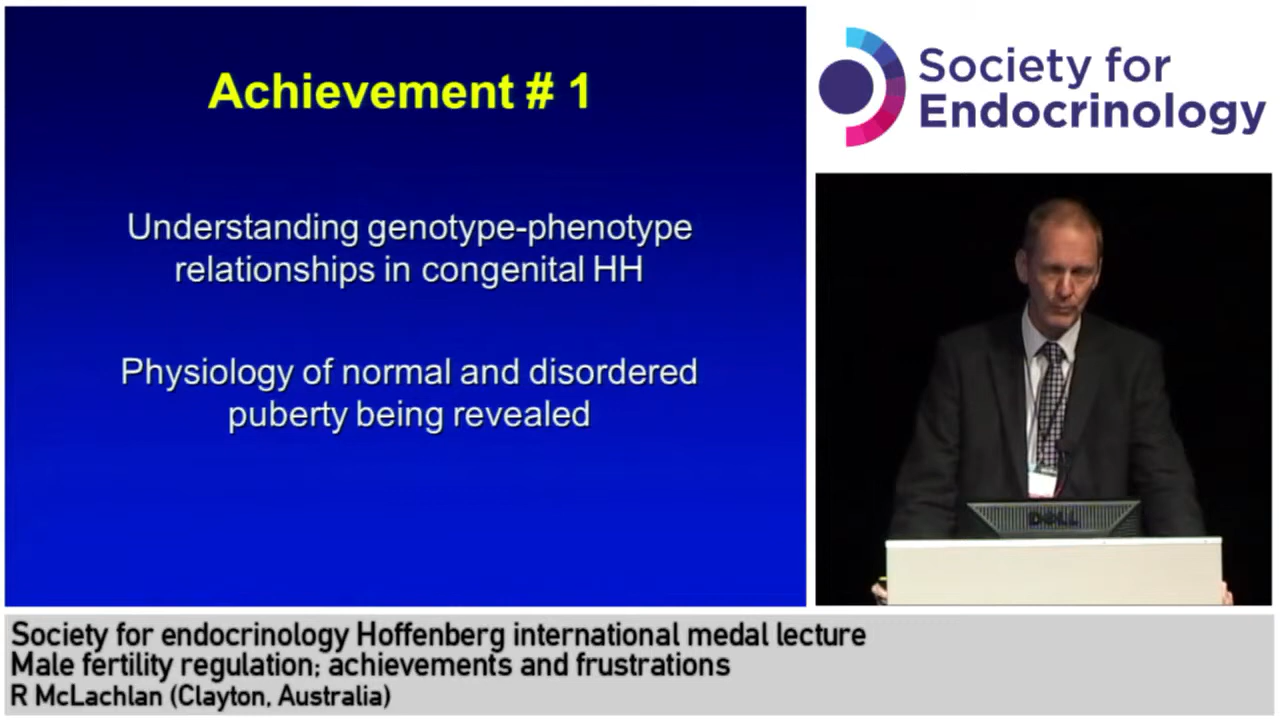 Achievement # 1
Understanding genotype-phenotype
relationships in congenital HH
Physiology of normal and disordered
puberty being revealed
Society for
Endocrinology
DELL
Society for endocrinology Hoffenberg international medal lecture
Male fertility regulation; achievements and frustrations
R McLachlan (Clayton, Australia)